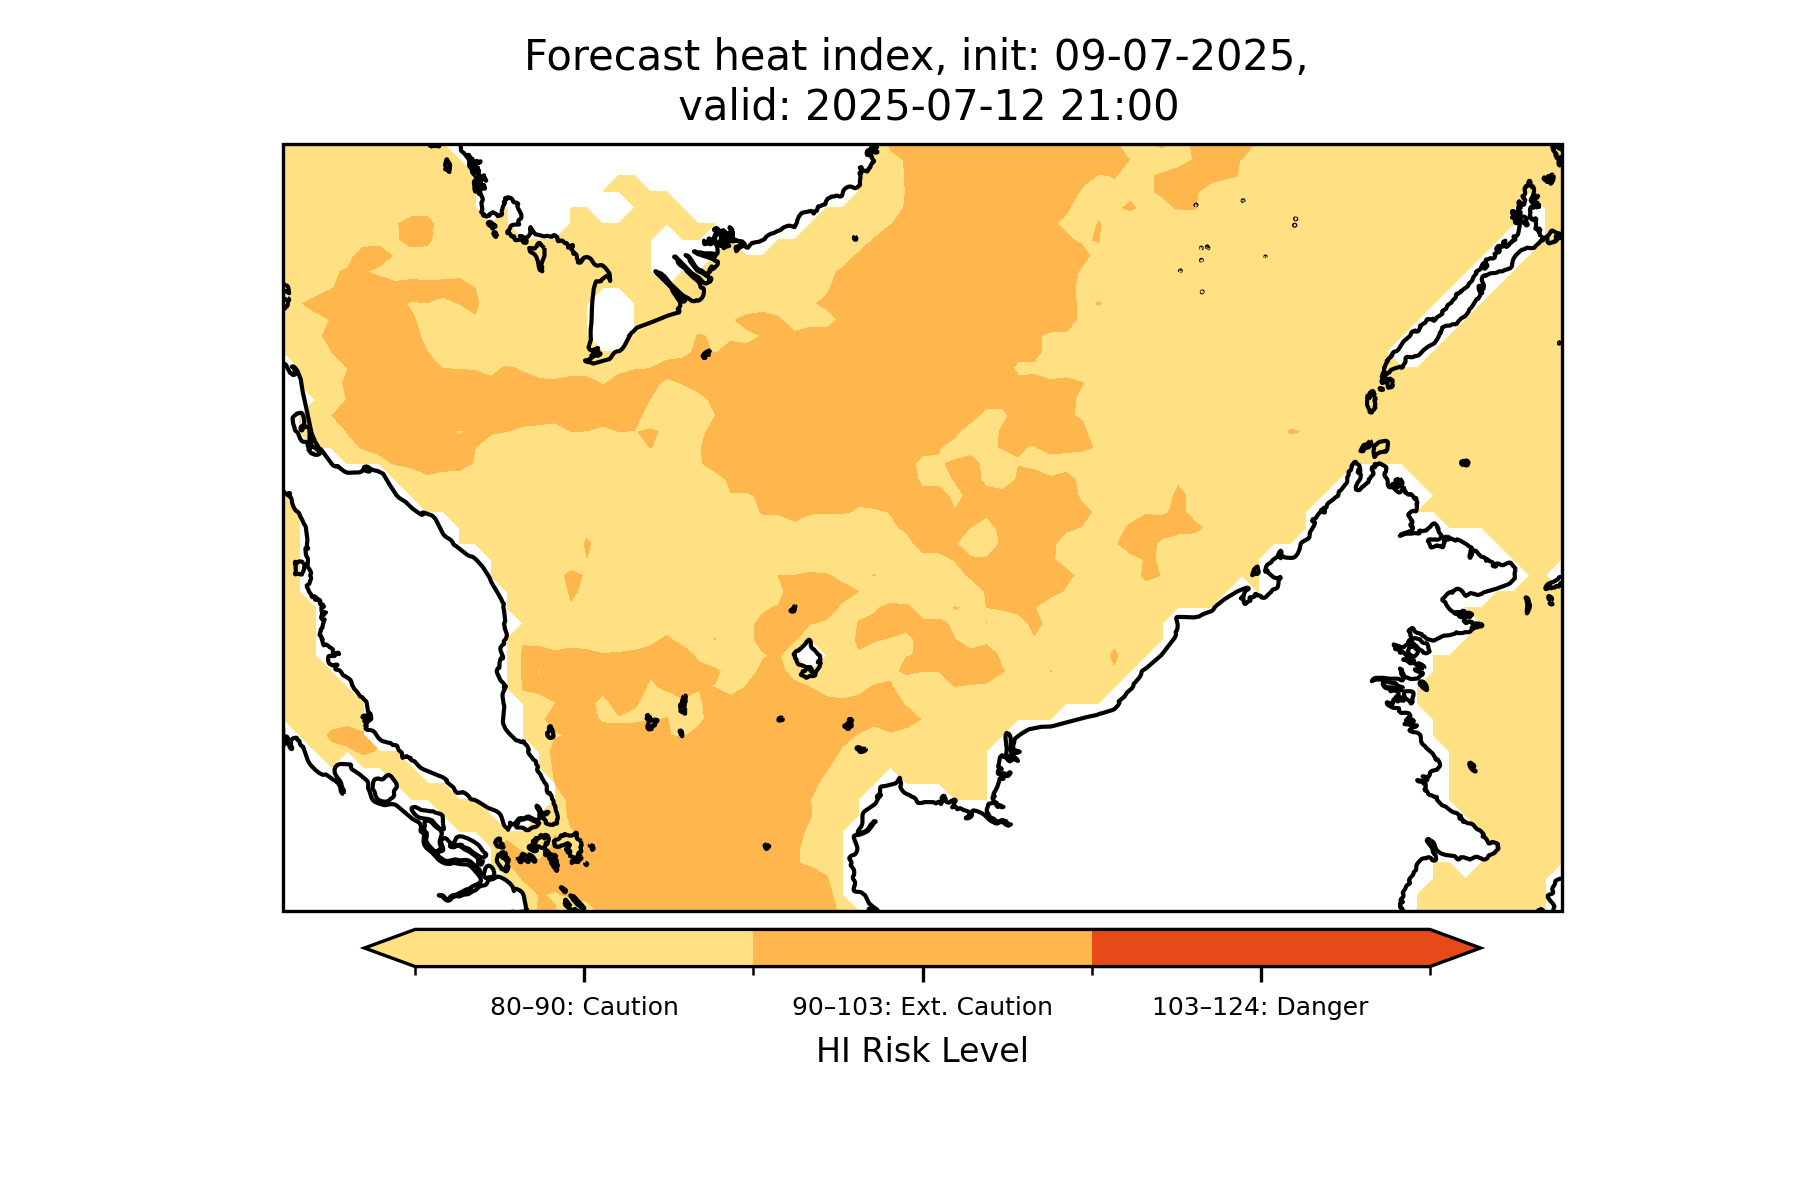 Forecast heat index, init: 09-07-2025,
valid: 2025-07-12 21:00
80–90: Caution
90–103: Ext. Caution
103–124: Danger
HI Risk Level